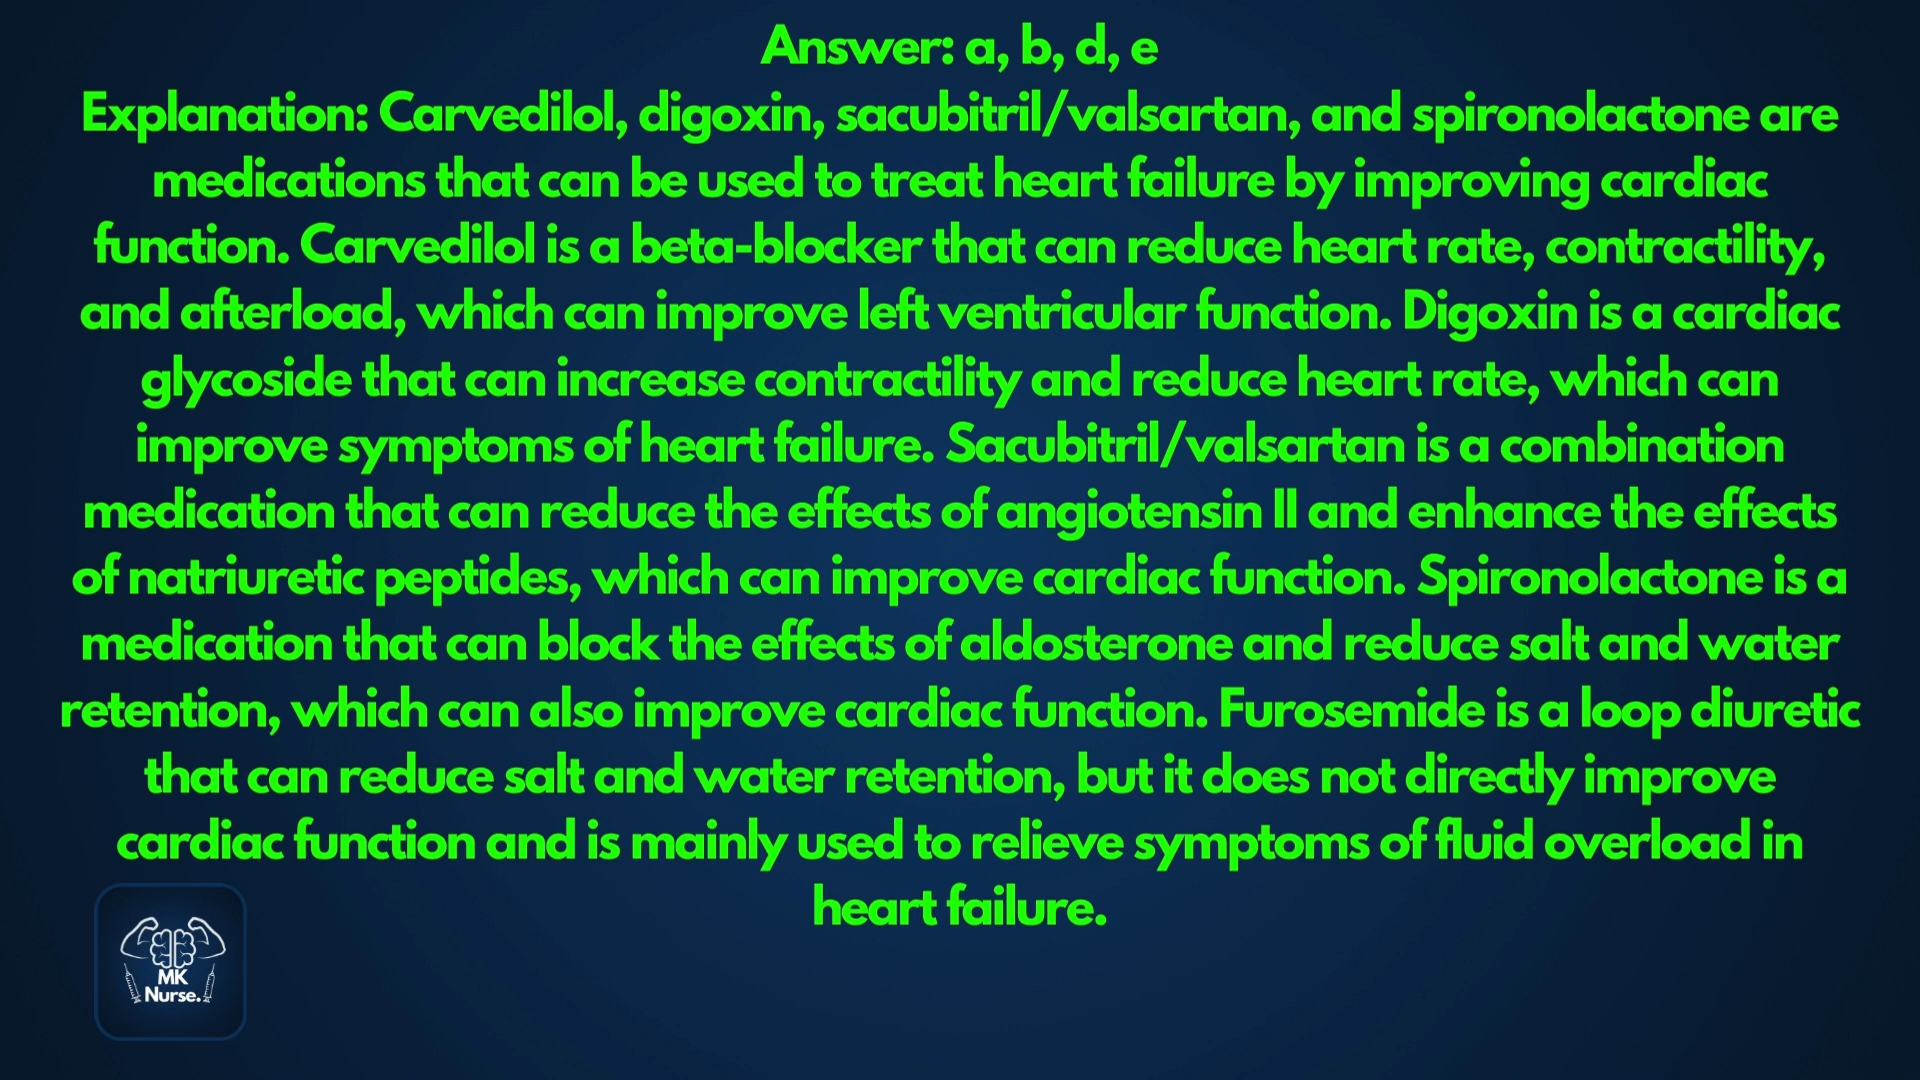 Answer: a, b, d, e
Explanation: Carvedilol, digoxin, sacubitril/valsartan, and spironolactone are
medications that can be used to treat heart failure by improving cardiac
function. Carvedilol is a beta-blocker that can reduce heart rate, contractility,
and afterload, which can improve left ventricular function. Digoxin is a cardiac
glycoside that can increase contractility and reduce heart rate, which can
improve symptoms of heart failure. Sacubitril/valsartan is a combination
medication that can reduce the effects of angiotensin II and enhance the effects
of natriuretic peptides, which can improve cardiac function. Spironolactone is a
medication that can block the effects of aldosterone and reduce salt and water
retention, which can also improve cardiac function. Furosemide is a loop diuretic
that can reduce salt and water retention, but it does not directly improve
cardiac function and is mainly used to relieve symptoms of fluid overload in
heart failure.
MK
Nurse.